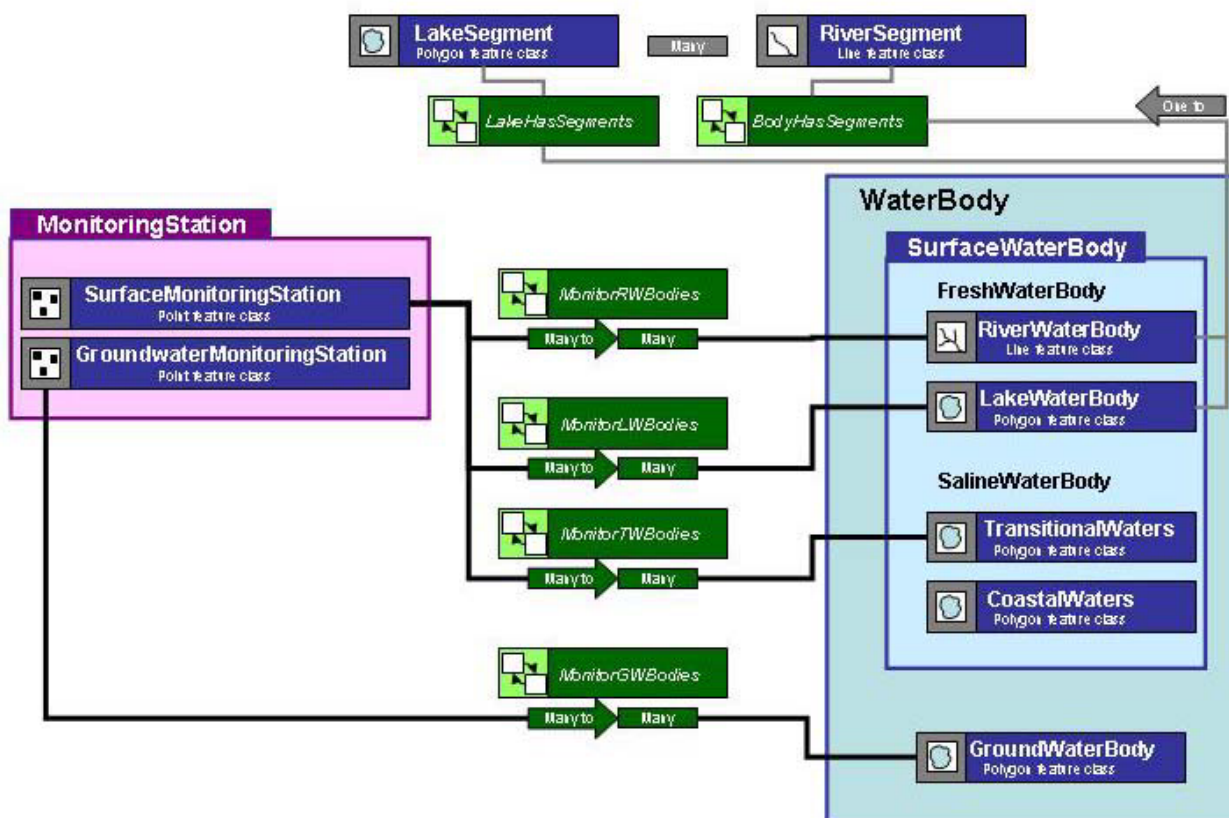 LakeSegment
Polygon feature class
Many
RiverSegment
Line feature class
LakeHasSegments
BodyHasSegments
One to
WaterBody
MonitoringStation
SurfaceWaterBody
SurfaceMonitoringStation
Point feature class
GroundwaterMonitoringStation
Point feature class
MonitorRWBodies
Many to
Many
FreshWaterBody
RiverWaterBody
Line feature class
LakeWaterBody
Polygon feature class
MonitorLWBodies
Many to
Many
SalineWaterBody
MonitorTWBodies
Many to
Many
TransitionalWaters
Polygon feature class
CoastalWaters
Polygon feature class
MonitorGWBodies
Many to
Many
GroundWaterBody
Polygon feature class